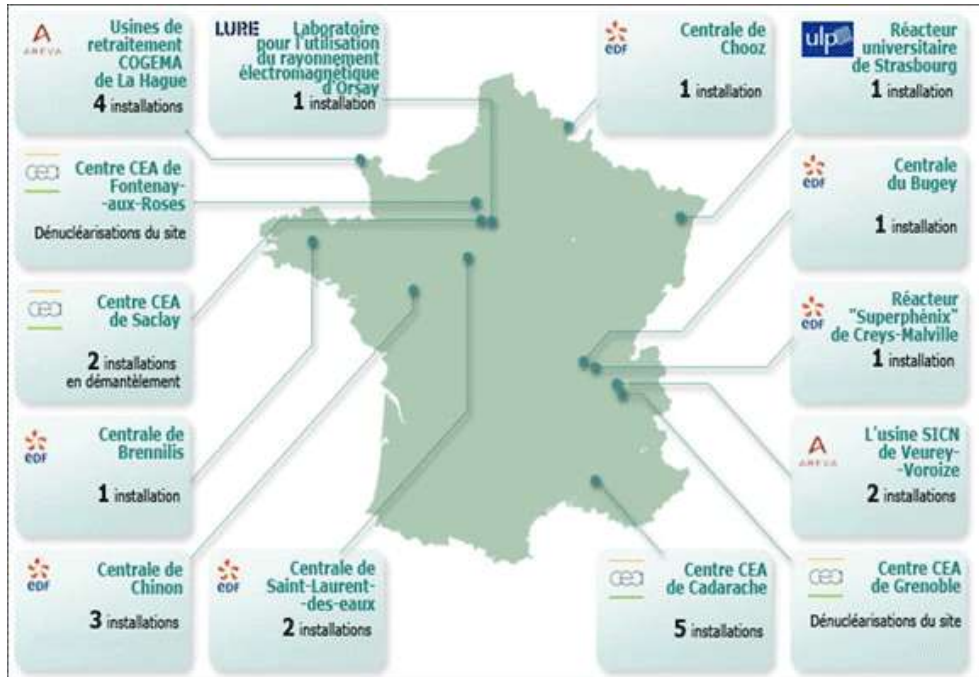 AREVA
Usines de
retraitement
COGEMA
de La Hague
4 installations
LURE
Laboratoire
pour l'utilisation
du rayonnement
électromagnétique
d'Orsay
1 installation
EDF
Centrale de
Chooz
1 installation
ulp
Réacteur
universitaire
de Strasbourg
1 installation
cea
Centre CEA de
Fontenay-
-aux-Roses
Dénucléarisations du site
EDF
Centrale
du Bugey
1 installation
cea
Centre CEA
de Saclay
2 installations
en démantèlement
EDF
Réacteur
"Superphénix"
de Creys-Malville
1 installation
EDF
Centrale de
Brennilis
1 installation
AREVA
L'usine SICN
de Veurey-
-Voroize
2 installations
EDF
Centrale de
Chinon
3 installations
EDF
Centrale de
Saint-Laurent-
-des-eaux
2 installations
cea
Centre CEA
de Cadarache
5 installations
cea
Centre CEA
de Grenoble
Dénucléarisations du site